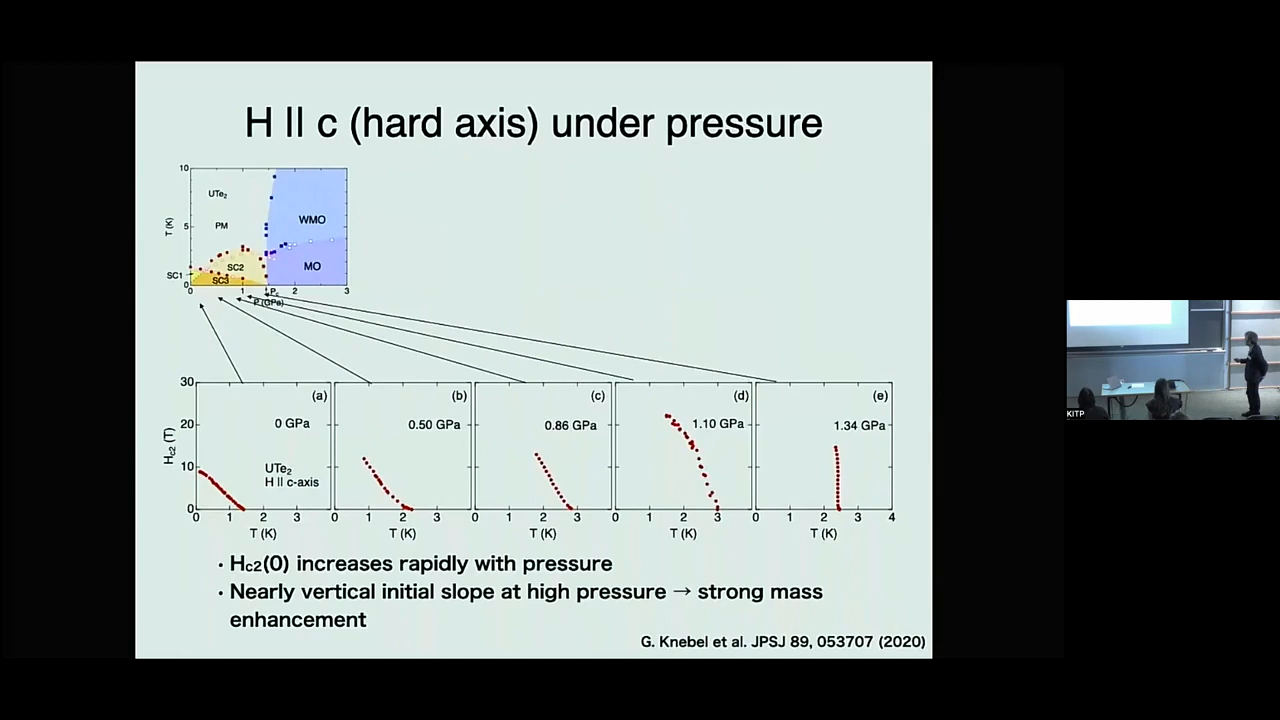 H || c (hard axis) under pressure
10
5
0
T (K)
UTe2
PM
WMO
MO
SC1
SC2
SC3
0
1
Pc
2
3
P (GPa)
30
20
10
0
Hc2 (T)
(a)
0 GPa
UTe2
H || c-axis
0 1 2 3
T (K)
(b)
0.50 GPa
0 1 2 3
T (K)
(c)
0.86 GPa
0 1 2 3
T (K)
(d)
1.10 GPa
0 1 2 3
T (K)
(e)
1.34 GPa
0 1 2 3 4
T (K)
・Hc2(0) increases rapidly with pressure
・Nearly vertical initial slope at high pressure → strong mass
enhancement
G. Knebel et al. JPSJ 89, 053707 (2020)
KITP